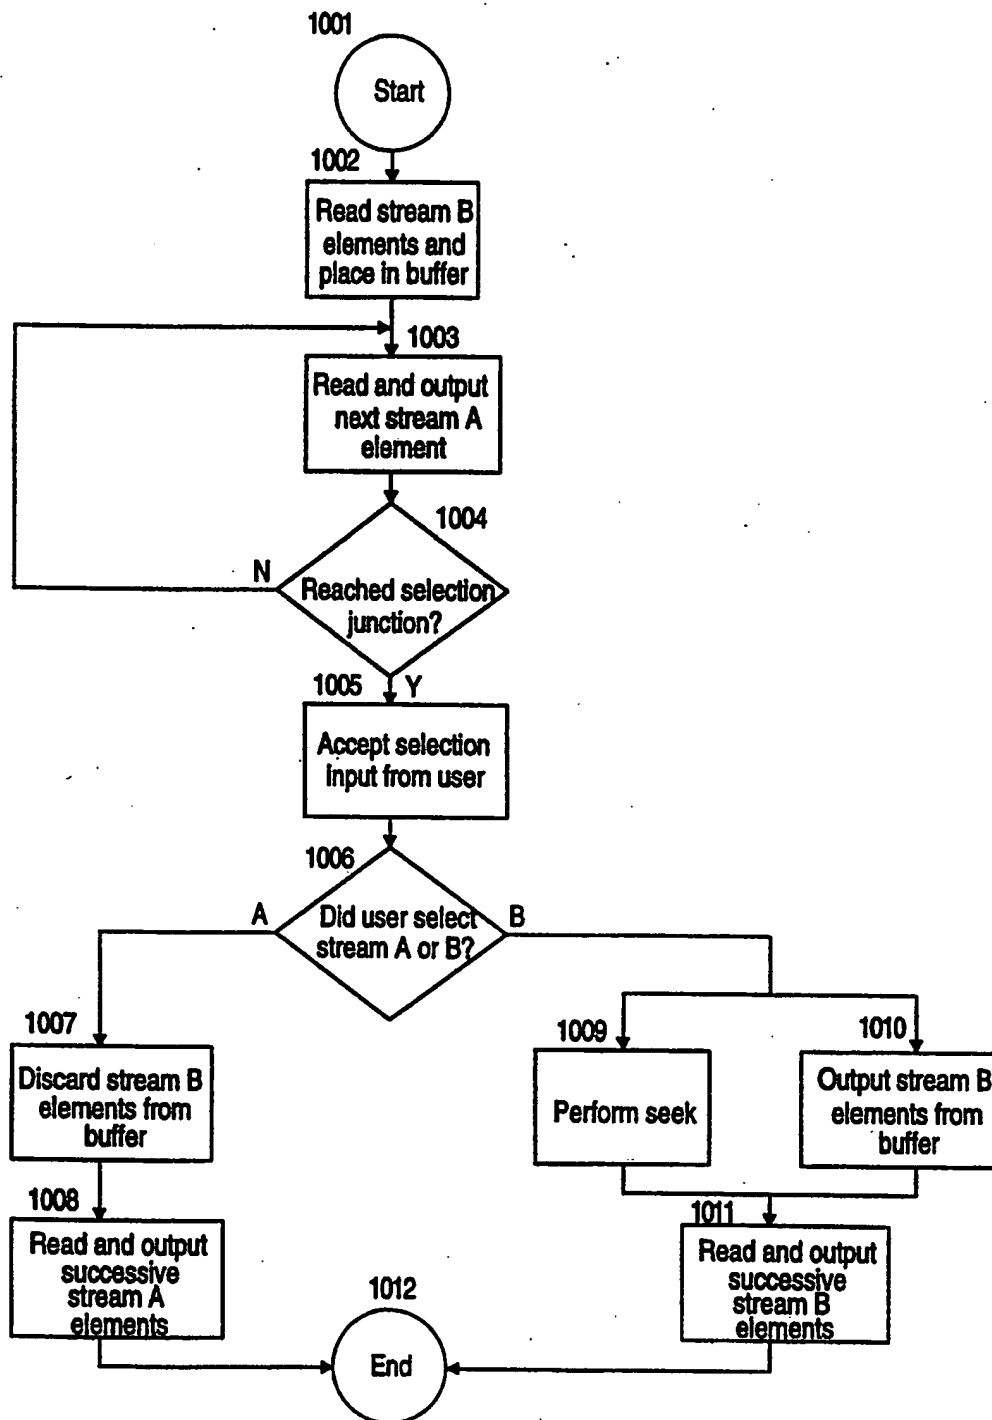 1001
Start
1002
Read stream B
elements and
place in buffer
1003
Read and output
next stream A
element
1004
N
Reached selection
junction?
1005
Y
Accept selection
input from user
1006
A
Did user select
stream A or B?
B
1007
Discard stream B
elements from
buffer
1009
Perform seek
1010
Output stream B
elements from
buffer
1008
Read and output
successive
stream A
elements
1011
Read and output
successive
stream B
elements
1012
End